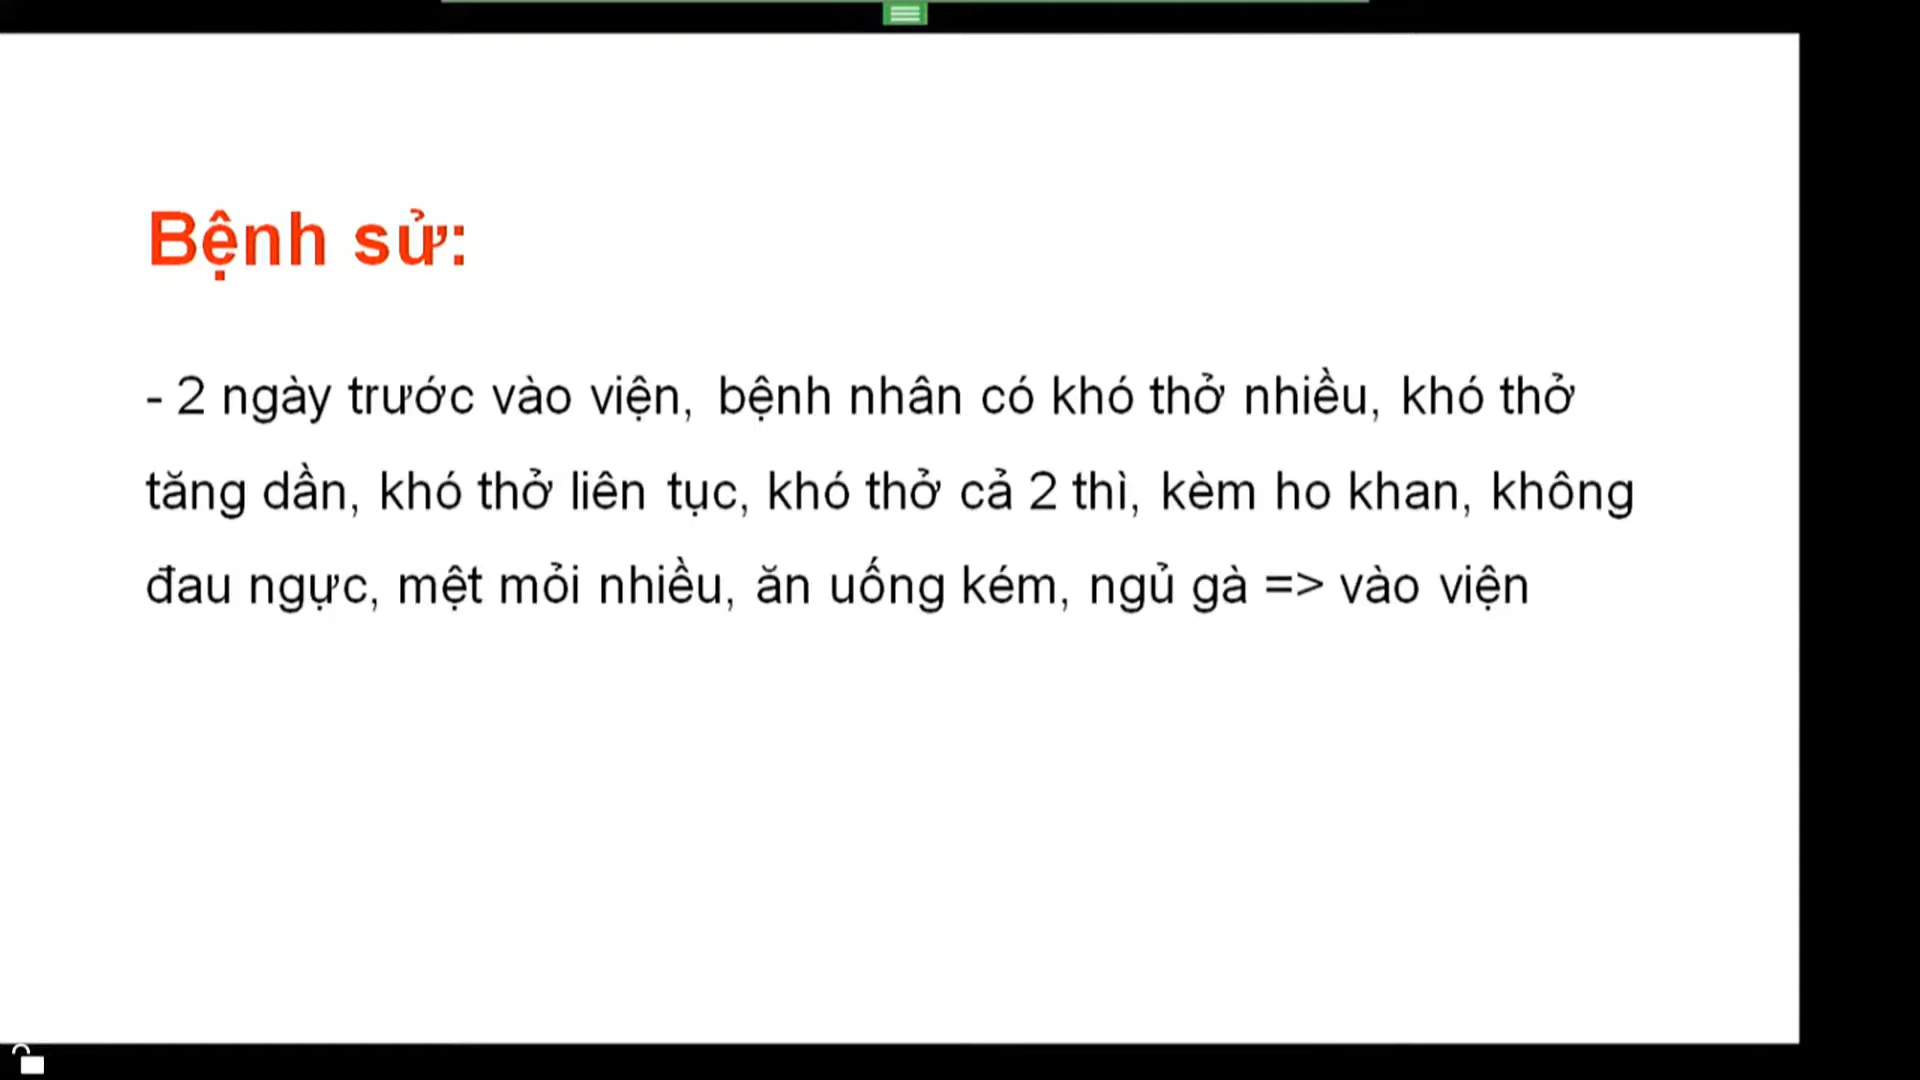 Bệnh sử:
- 2 ngày trước vào viện, bệnh nhân có khó thở nhiều, khó thở
tăng dần, khó thở liên tục, khó thở cả 2 thì, kèm ho khan, không
đau ngực, mệt mỏi nhiều, ăn uống kém, ngủ gà => vào viện